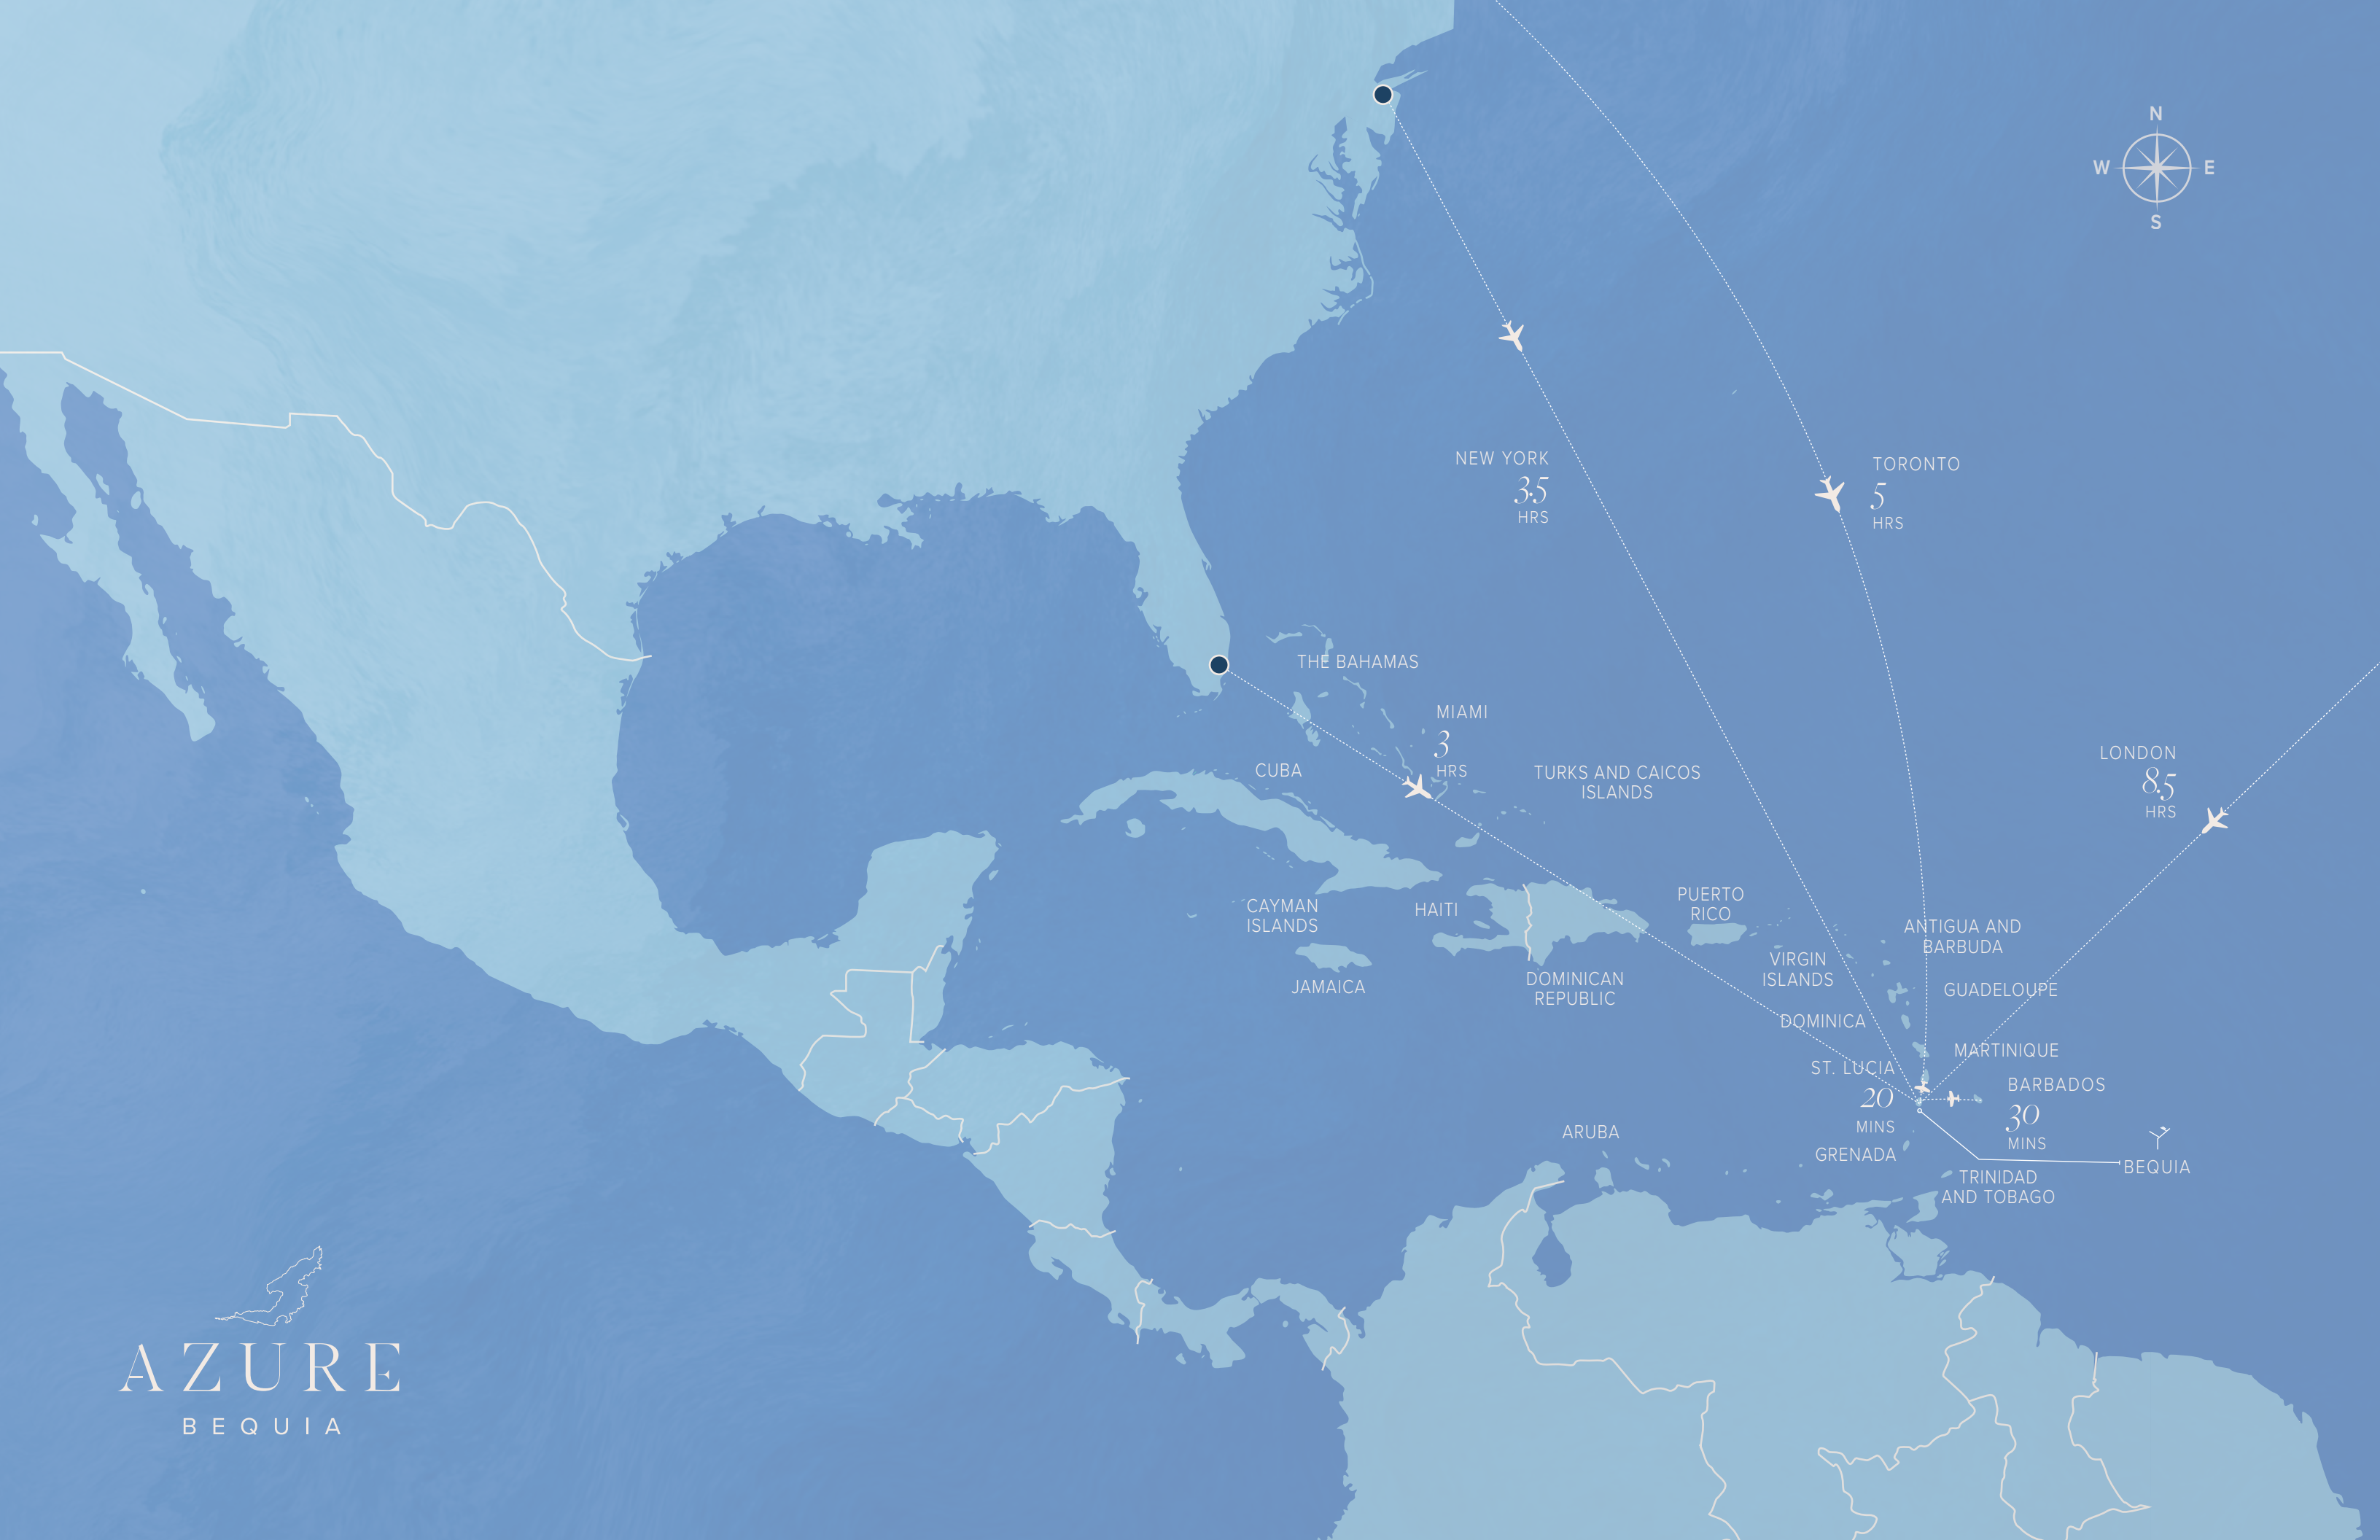 N
W E
S
NEW YORK
3.5
HRS
TORONTO
5
HRS
THE BAHAMAS
MIAMI
3
HRS
LONDON
8.5
HRS
CUBA
TURKS AND CAICOS
ISLANDS
CAYMAN
ISLANDS
HAITI
PUERTO
RICO
ANTIGUA AND
BARBUDA
JAMAICA
DOMINICAN
REPUBLIC
VIRGIN
ISLANDS
GUADELOUPE
DOMINICA
MARTINIQUE
ST. LUCIA
20
MINS
BARBADOS
30
MINS
ARUBA
GRENADA
BEQUIA
TRINIDAD
AND TOBAGO
AZURE
BEQUIA